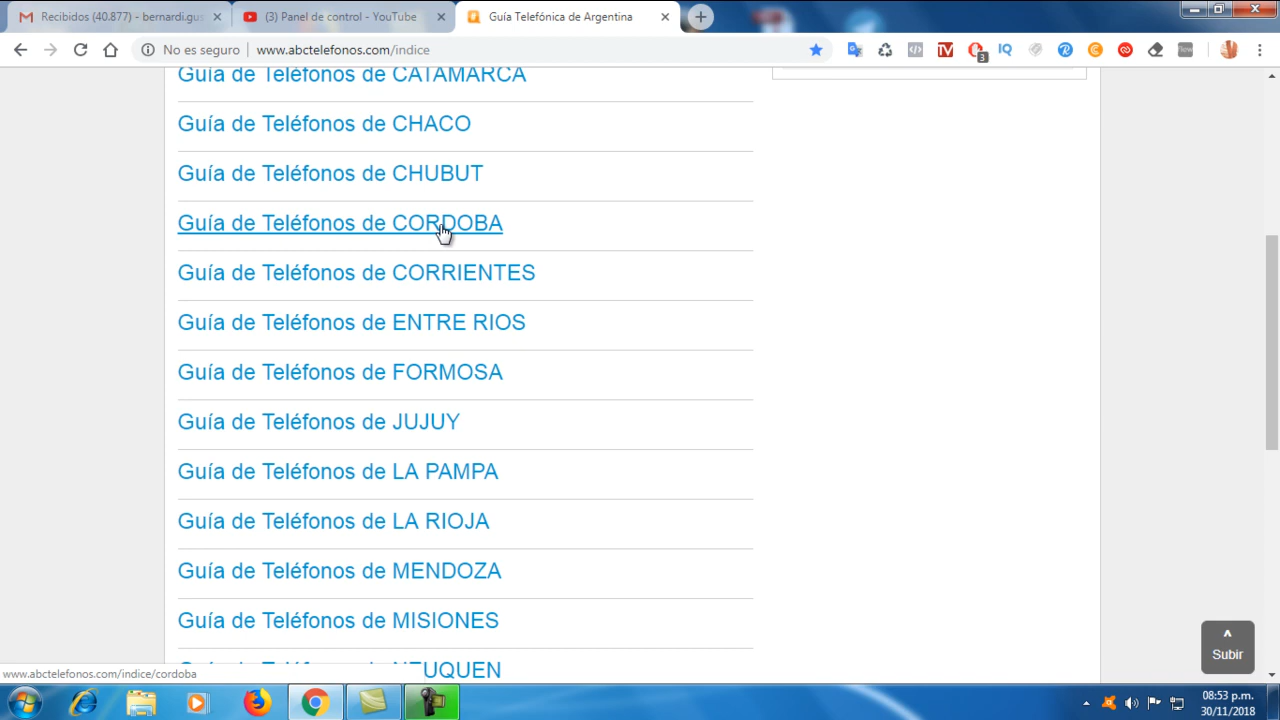 Recibidos (40.877) - bernardi.gus
(3) Panel de control - YouTube
Guía Telefónica de Argentina
No es seguro
www.abctelefonos.com/indice
Guía de Teléfonos de CATAMARCA
Guía de Teléfonos de CHACO
Guía de Teléfonos de CHUBUT
Guía de Teléfonos de CORDOBA
Guía de Teléfonos de CORRIENTES
Guía de Teléfonos de ENTRE RIOS
Guía de Teléfonos de FORMOSA
Guía de Teléfonos de JUJUY
Guía de Teléfonos de LA PAMPA
Guía de Teléfonos de LA RIOJA
Guía de Teléfonos de MENDOZA
Guía de Teléfonos de MISIONES
Guía de Teléfonos de NEUQUEN
Subir
www.abctelefonos.com/indice/cordoba
08:53 p.m.
30/11/2018